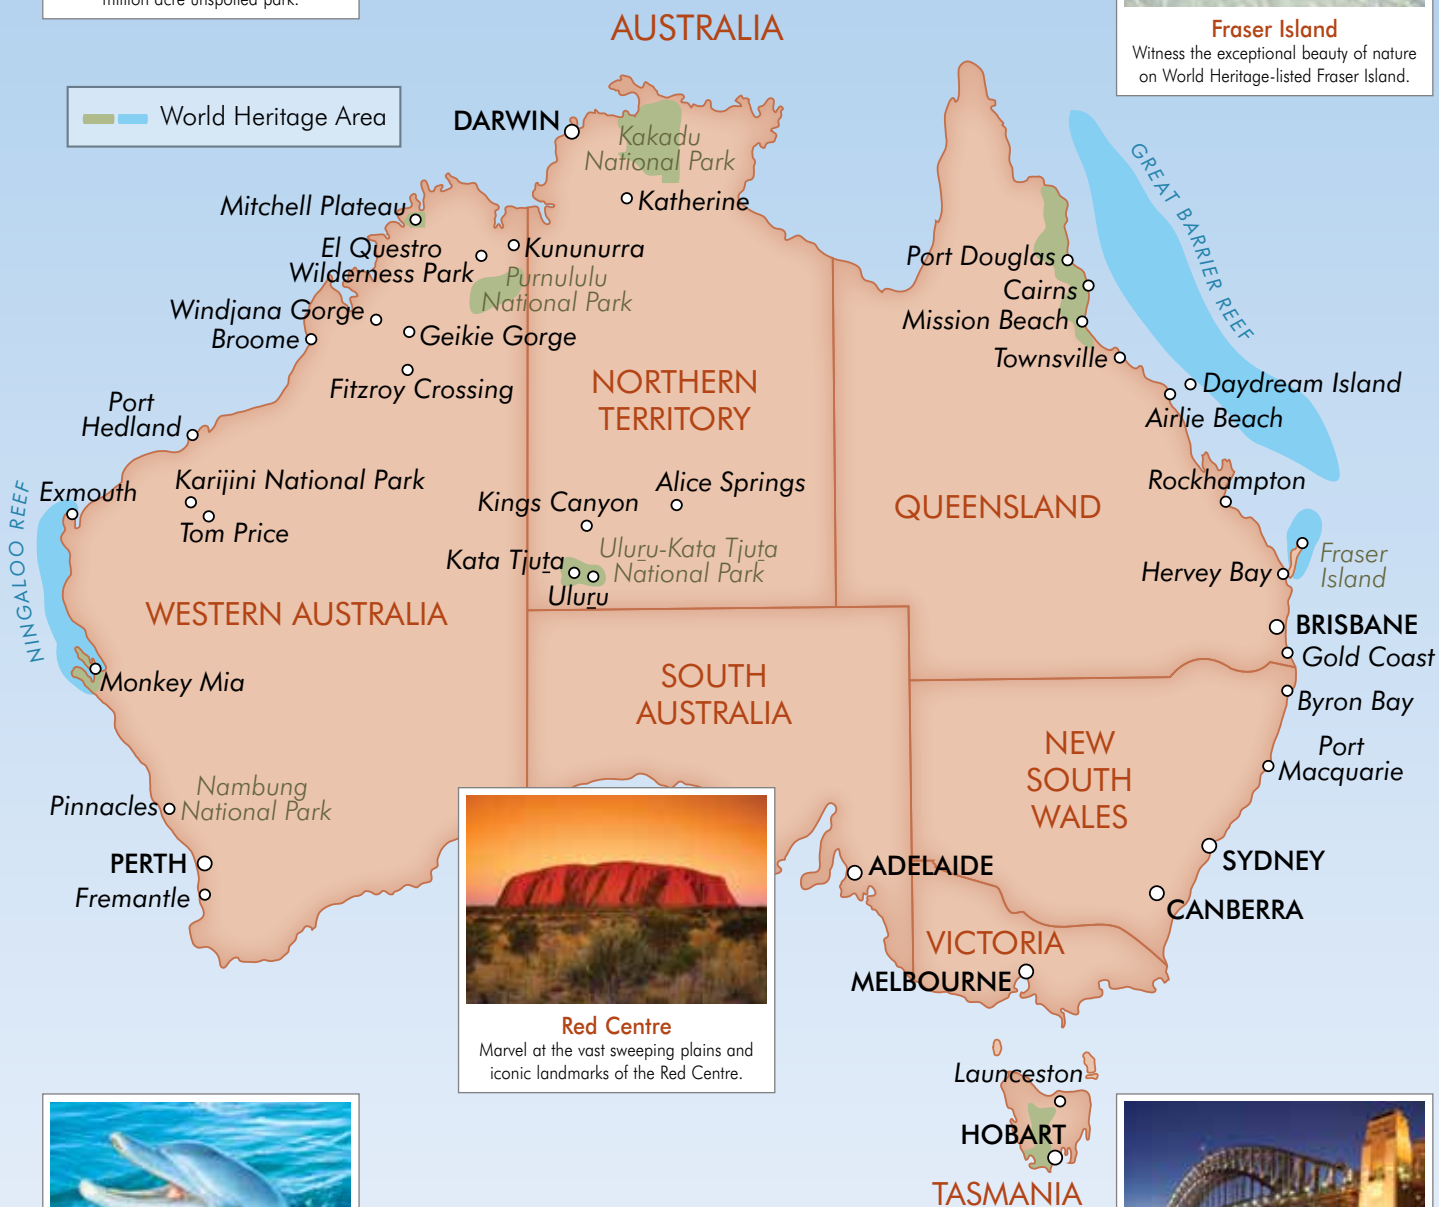 million acre unspoiled park.
AUSTRALIA
Fraser Island
Witness the exceptional beauty of nature
on World Heritage-listed Fraser Island.
World Heritage Area
DARWIN
Kakadu
National Park
Katherine
Mitchell Plateau
El Questro
Wilderness Park
Kununurra
Purnululu
National Park
Windjana Gorge
Broome
Geikie Gorge
Fitzroy Crossing
Port
Hedland
GREAT BARRIER REEF
Port Douglas
Cairns
Mission Beach
Townsville
Daydream Island
Airlie Beach
NORTHERN
TERRITORY
Exmouth
NINGALOO REEF
Karijini National Park
Tom Price
Kings Canyon
Alice Springs
Kata Tjuṯa
Uluṟu
Uluṟu-Kata Tjuṯa
National Park
QUEENSLAND
Rockhampton
Hervey Bay
Fraser
Island
BRISBANE
Gold Coast
Byron Bay
WESTERN AUSTRALIA
Monkey Mia
SOUTH
AUSTRALIA
NEW
SOUTH
WALES
Port
Macquarie
Nambung
National Park
Pinnacles
PERTH
Fremantle
ADELAIDE
SYDNEY
CANBERRA
VICTORIA
MELBOURNE
Red Centre
Marvel at the vast sweeping plains and
iconic landmarks of the Red Centre.
Launceston
HOBART
TASMANIA